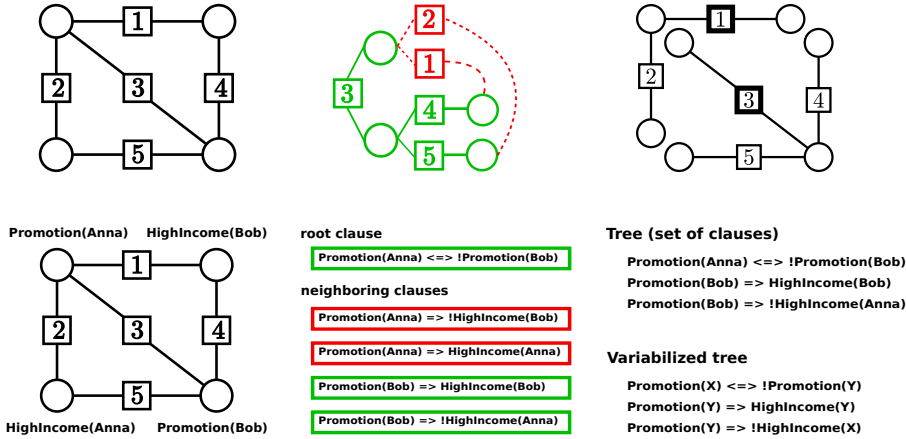 1
2
3
4
5
2
1
3
4
5
1
2
3
4
5
Promotion(Anna) HighIncome(Bob)
1
2
3
4
5
HighIncome(Anna) Promotion(Bob)
root clause
Promotion(Anna) <=> !Promotion(Bob)
neighboring clauses
Promotion(Anna) => !HighIncome(Bob)
Promotion(Anna) => HighIncome(Anna)
Promotion(Bob) => HighIncome(Bob)
Promotion(Bob) => !HighIncome(Anna)
Tree (set of clauses)
Promotion(Anna) <=> !Promotion(Bob)
Promotion(Bob) => HighIncome(Bob)
Promotion(Bob) => !HighIncome(Anna)
Variabilized tree
Promotion(X) <=> !Promotion(Y)
Promotion(Y) => HighIncome(Y)
Promotion(Y) => !HighIncome(X)